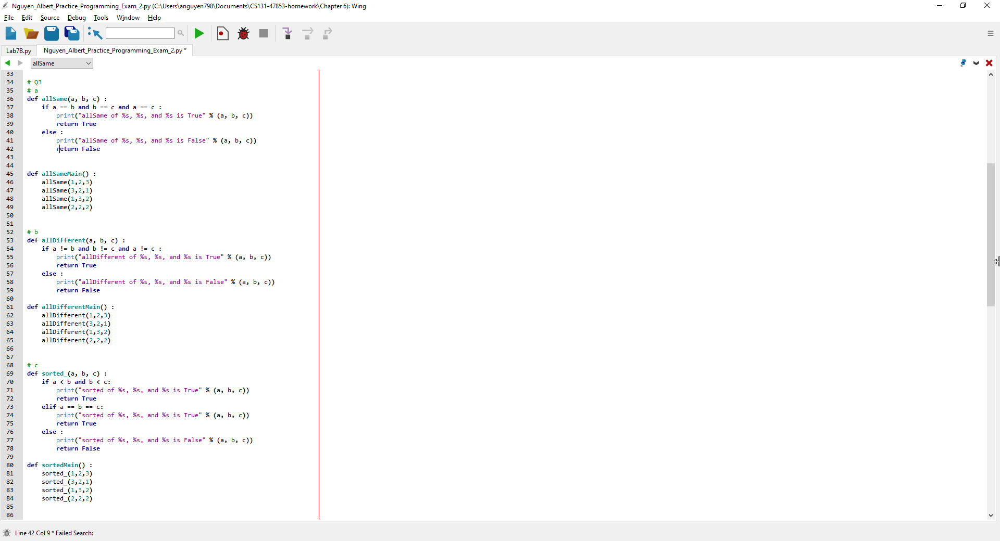 Nguyen_Albert_Practice_Programming_Exam_2.py (C:\Users\anguyen798\Documents\CS131-47853-homework\Chapter 6): Wing
File Edit Source Debug Tools Window Help
Lab7B.py Nguyen_Albert_Practice_Programming_Exam_2.py *
allSame
33
34 # Q3
35 # a
36 def allSame(a, b, c) :
37     if a == b and b == c and a == c :
38         print("allSame of %s, %s, and %s is True" % (a, b, c))
39         return True
40     else :
41         print("allSame of %s, %s, and %s is False" % (a, b, c))
42         return False
43
44
45 def allSameMain() :
46     allSame(1,2,3)
47     allSame(3,2,1)
48     allSame(1,3,2)
49     allSame(2,2,2)
50
51
52 # b
53 def allDifferent(a, b, c) :
54     if a != b and b != c and a != c :
55         print("allDifferent of %s, %s, and %s is True" % (a, b, c))
56         return True
57     else :
58         print("allDifferent of %s, %s, and %s is False" % (a, b, c))
59         return False
60
61 def allDifferentMain() :
62     allDifferent(1,2,3)
63     allDifferent(3,2,1)
64     allDifferent(1,3,2)
65     allDifferent(2,2,2)
66
67
68 # c
69 def sorted_(a, b, c) :
70     if a < b and b < c:
71         print("sorted of %s, %s, and %s is True" % (a, b, c))
72         return True
73     elif a == b == c:
74         print("sorted of %s, %s, and %s is True" % (a, b, c))
75         return True
76     else :
77         print("sorted of %s, %s, and %s is False" % (a, b, c))
78         return False
79
80 def sortedMain() :
81     sorted_(1,2,3)
82     sorted_(3,2,1)
83     sorted_(1,3,2)
84     sorted_(2,2,2)
85
86
Line 42 Col 9 * Failed Search: